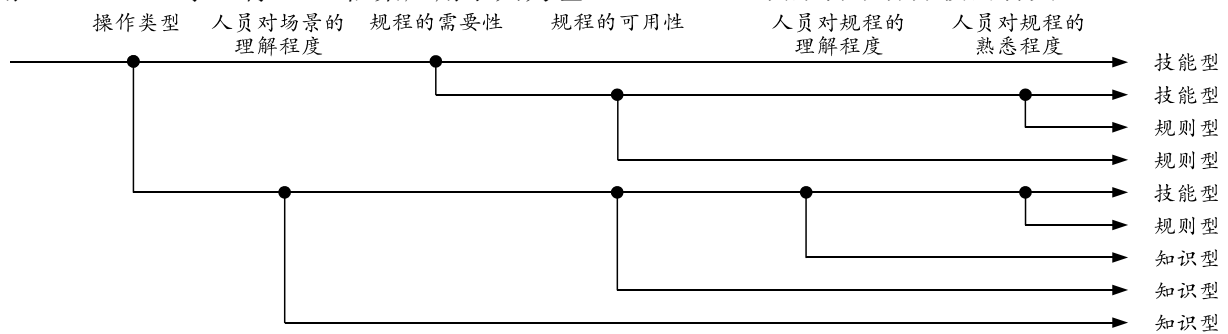 操作类型
人员对场景的
理解程度
规程的需要性
规程的可用性
人员对规程的
理解程度
人员对规程的
熟悉程度
技能型
技能型
规则型
规则型
技能型
规则型
知识型
知识型
知识型